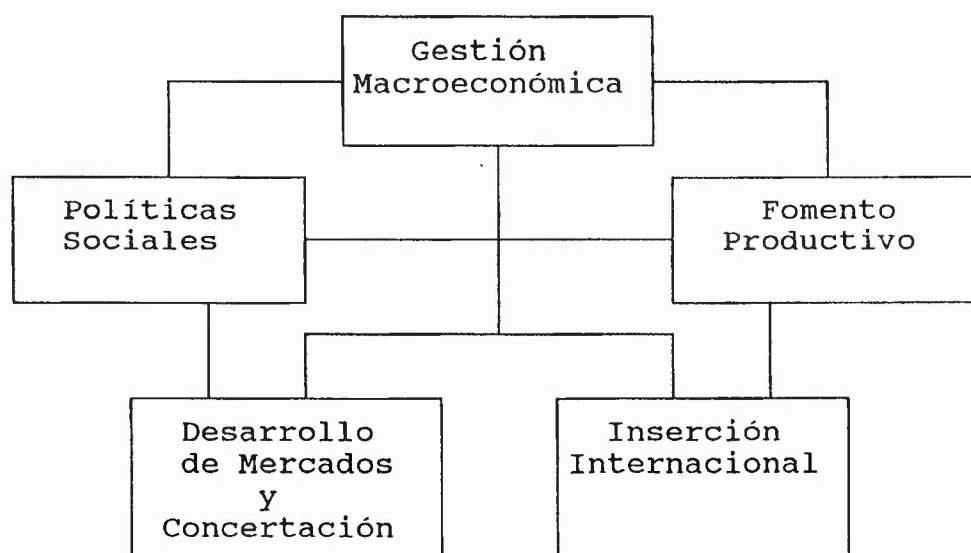 Gestión
Macroeconómica
Políticas
Sociales
Fomento
Productivo
Desarrollo
de Mercados
y
Concertación
Inserción
Internacional